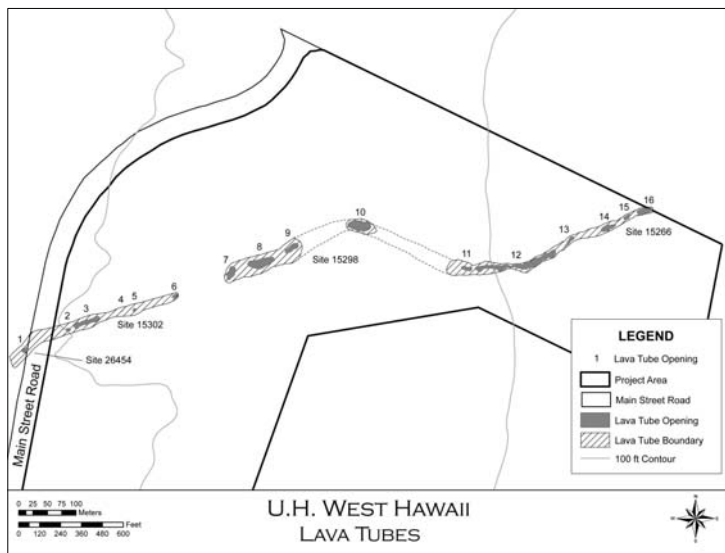 16
15
14
13
Site 15266
12
11
10
9
8
7
Site 15298
6
5
4
3
2
Site 15302
1
Site 26454
Main Street Road
LEGEND
1 Lava Tube Opening
Project Area
Main Street Road
Lava Tube Opening
Lava Tube Boundary
100 ft Contour
0 25 50 75 100
Meters
Feet
0 120 240 360 480 600
U.H. WEST HAWAII
LAVA TUBES
N